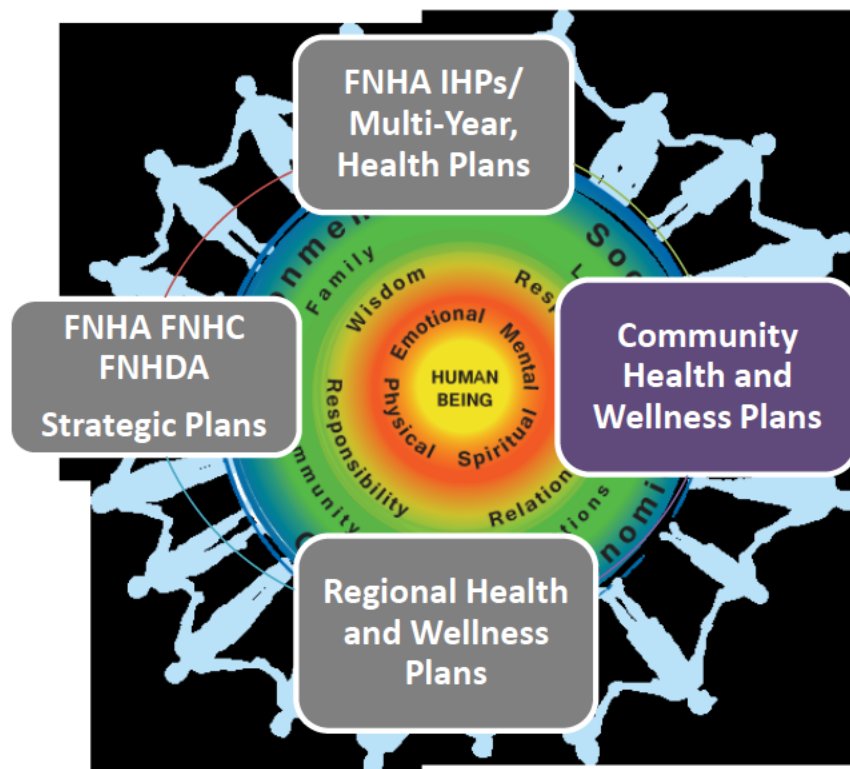 FNHA IHPs/
Multi-Year,
Health Plans
Family
Wisdom
FNHA FNHC
FNHDA
Strategic Plans
Emotional
Mental
HUMAN
BEING
Physical
Spiritual
Responsibility
Community
Health and
Wellness Plans
Regional Health
and Wellness
Plans